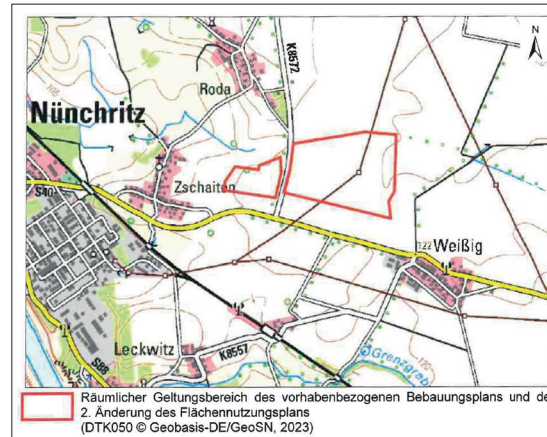 N
K8572
Roda
Nünchritz
Zschaiten
S40
122 Weißig
Leckwitz
K8557
S88
Grenzgrab
120
Räumlicher Geltungsbereich des vorhabenbezogenen Bebauungsplans und de
2. Änderung des Flächennutzungsplans
(DTK050 © Geobasis-DE/GeoSN, 2023)